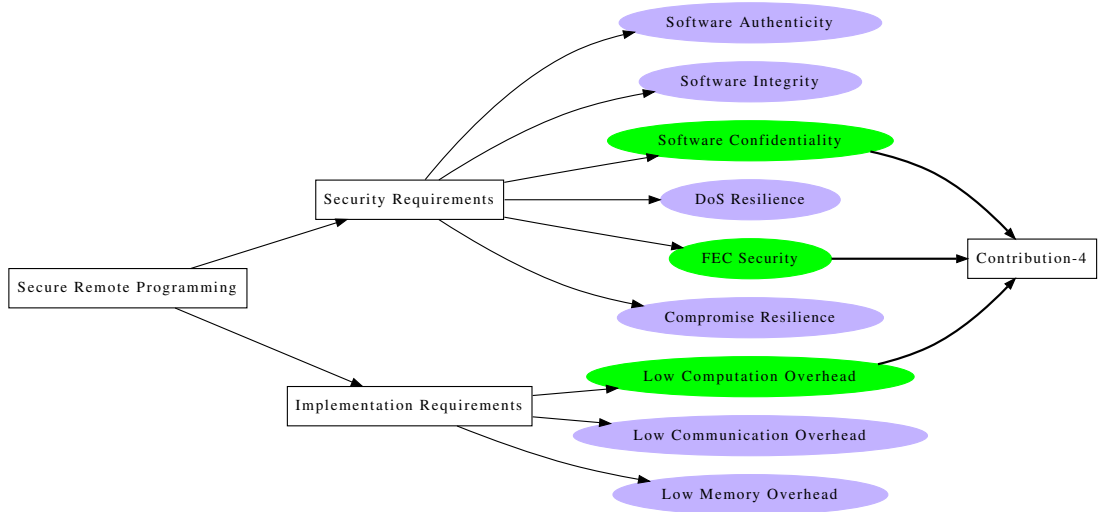 Software Authenticity
Software Integrity
Software Confidentiality
Security Requirements
DoS Resilience
FEC Security
Contribution-4
Secure Remote Programming
Compromise Resilience
Low Computation Overhead
Implementation Requirements
Low Communication Overhead
Low Memory Overhead